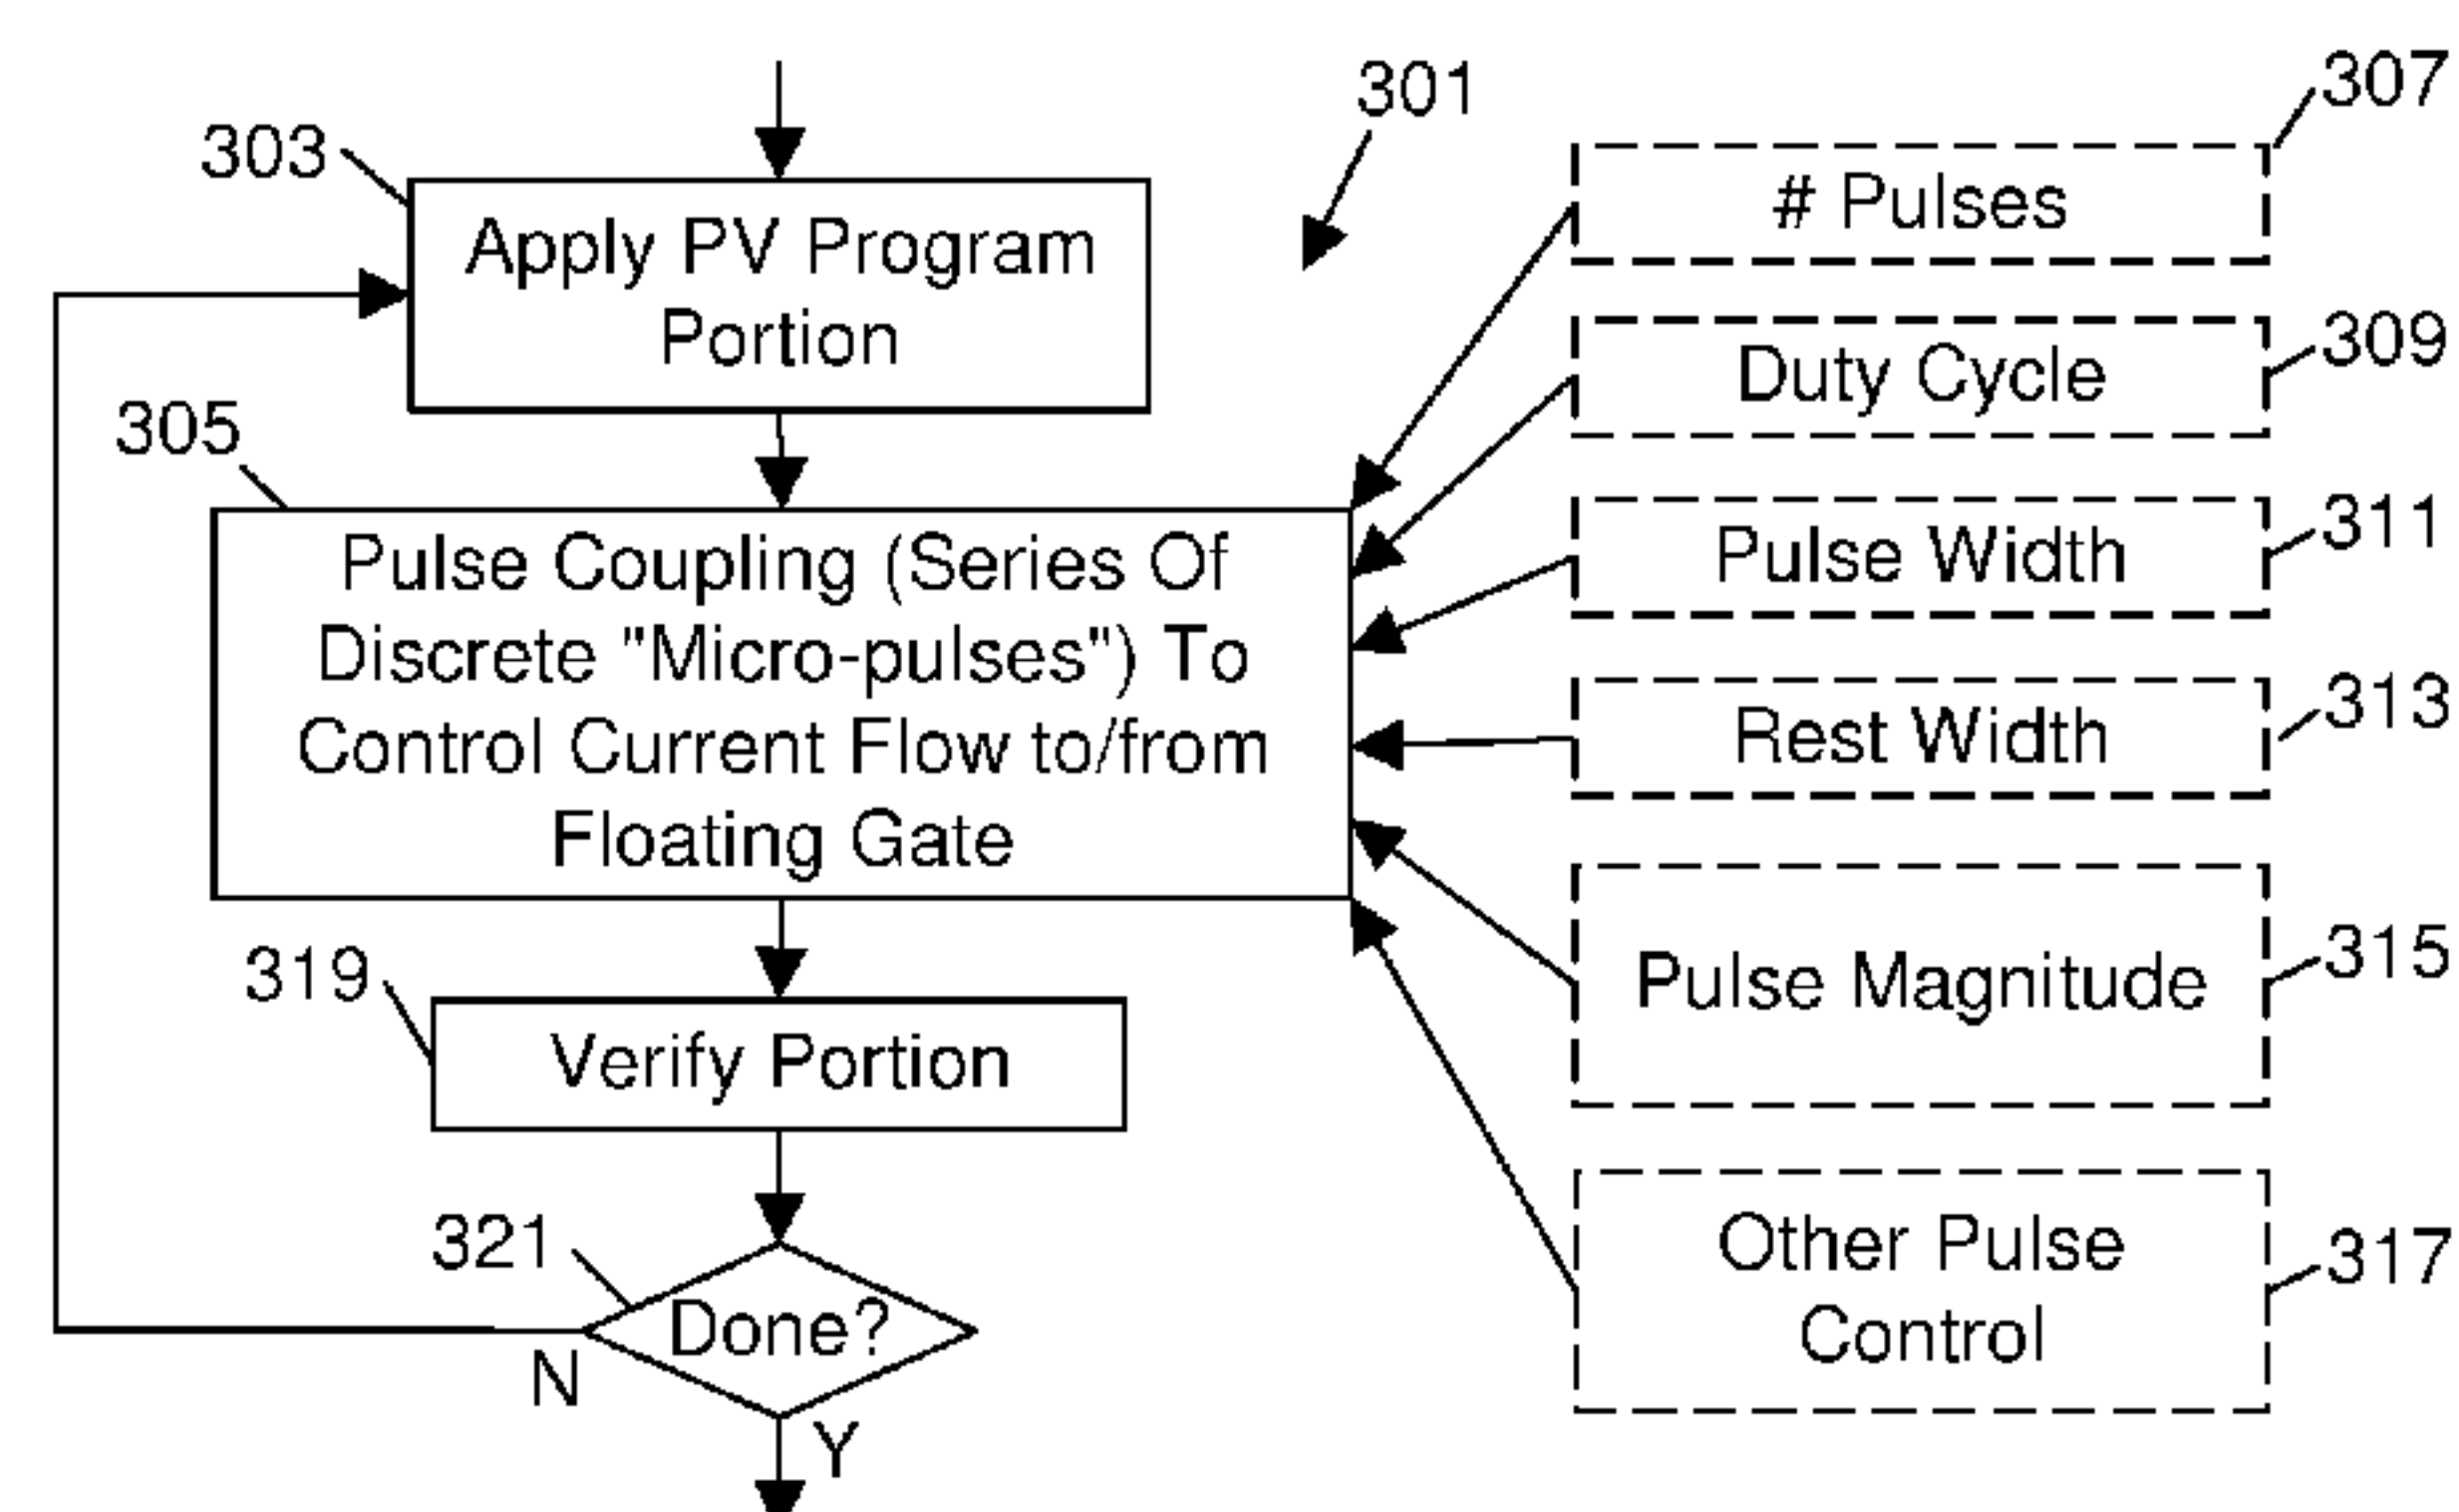 301
303
Apply PV Program
Portion
305
Pulse Coupling (Series Of
Discrete "Micro-pulses") To
Control Current Flow to/from
Floating Gate
319
Verify Portion
321
Done?
N
Y
307
# Pulses
309
Duty Cycle
311
Pulse Width
313
Rest Width
315
Pulse Magnitude
317
Other Pulse
Control